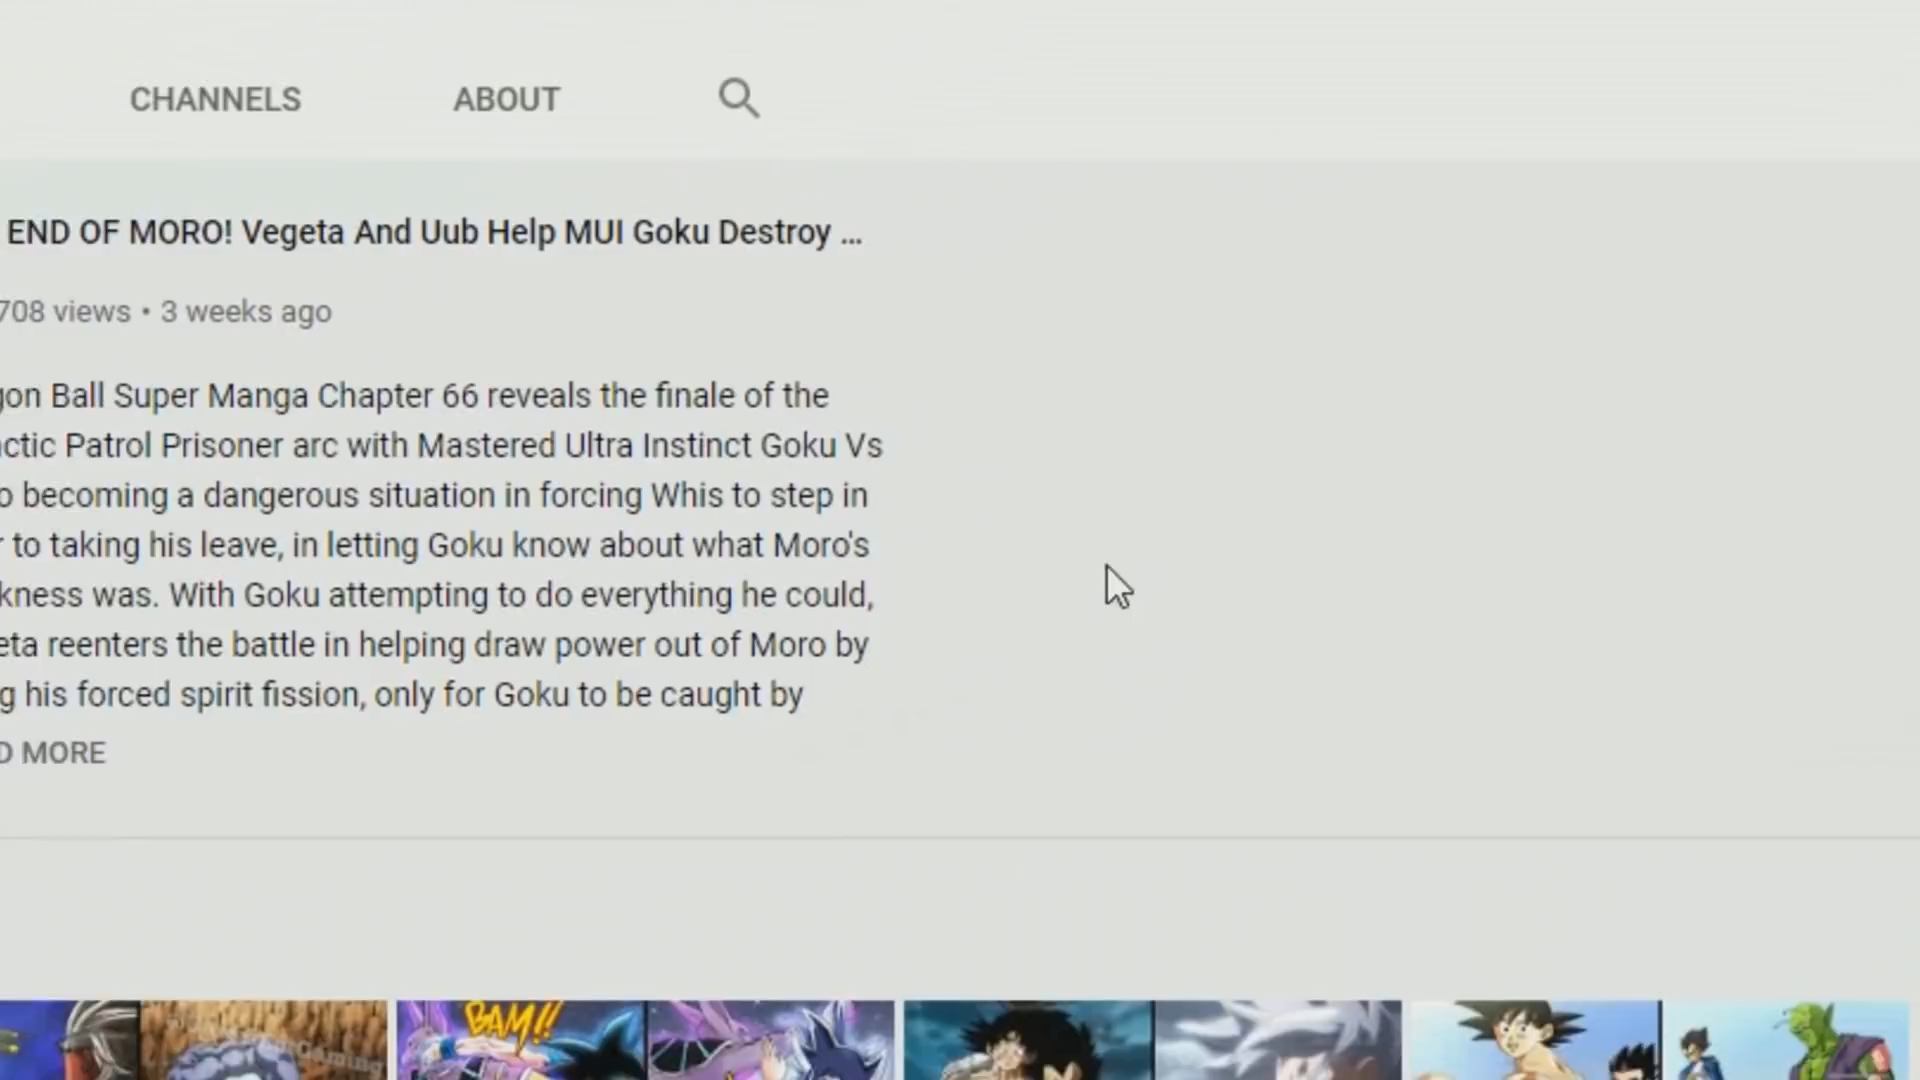 CHANNELS ABOUT
END OF MORO! Vegeta And Uub Help MUI Goku Destroy ...
708 views • 3 weeks ago
gon Ball Super Manga Chapter 66 reveals the finale of the
actic Patrol Prisoner arc with Mastered Ultra Instinct Goku Vs
o becoming a dangerous situation in forcing Whis to step in
r to taking his leave, in letting Goku know about what Moro's
kness was. With Goku attempting to do everything he could,
eta reenters the battle in helping draw power out of Moro by
g his forced spirit fission, only for Goku to be caught by
D MORE
BAM!!